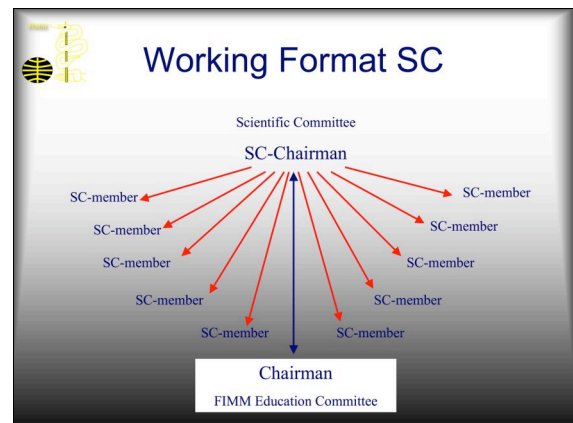 Working Format SC
Scientific Committee
SC-Chairman
SC-member
SC-member
SC-member
SC-member
SC-member
SC-member
SC-member
SC-member
SC-member
SC-member
Chairman
FIMM Education Committee